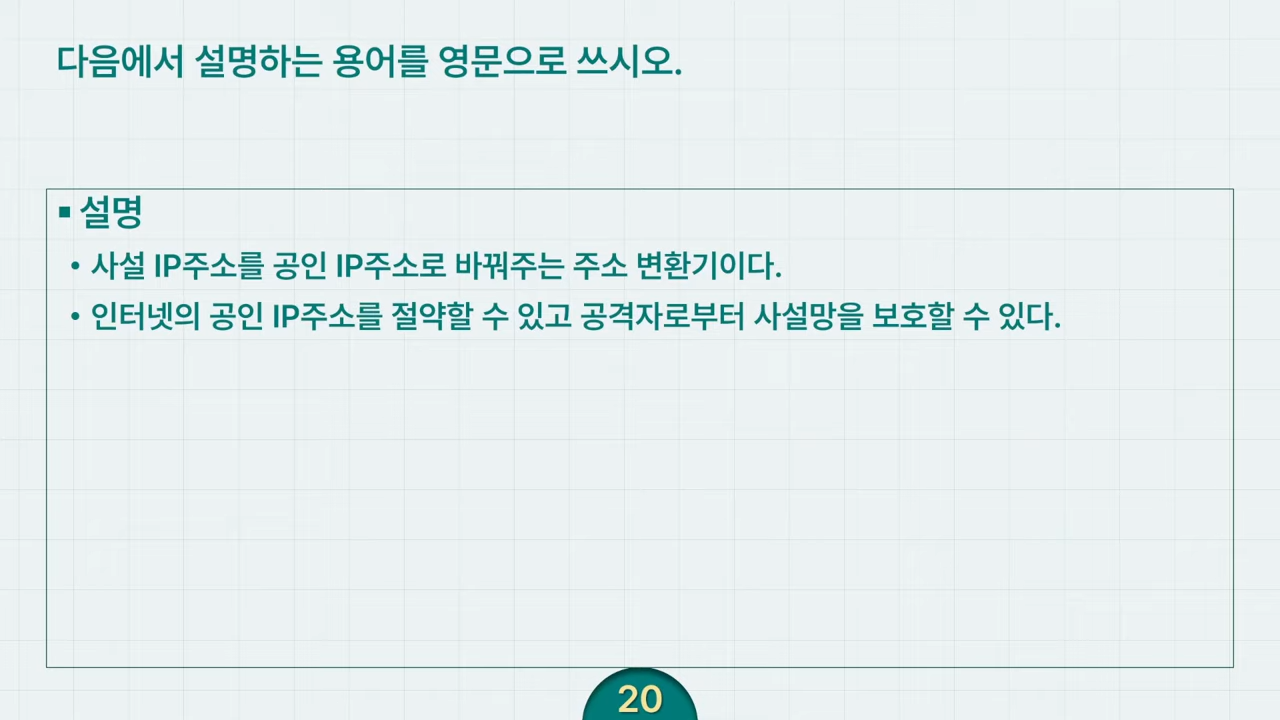 다음에서 설명하는 용어를 영문으로 쓰시오.
▪ 설명
• 사설 IP주소를 공인 IP주소로 바꿔주는 주소 변환기이다.
• 인터넷의 공인 IP주소를 절약할 수 있고 공격자로부터 사설망을 보호할 수 있다.
20